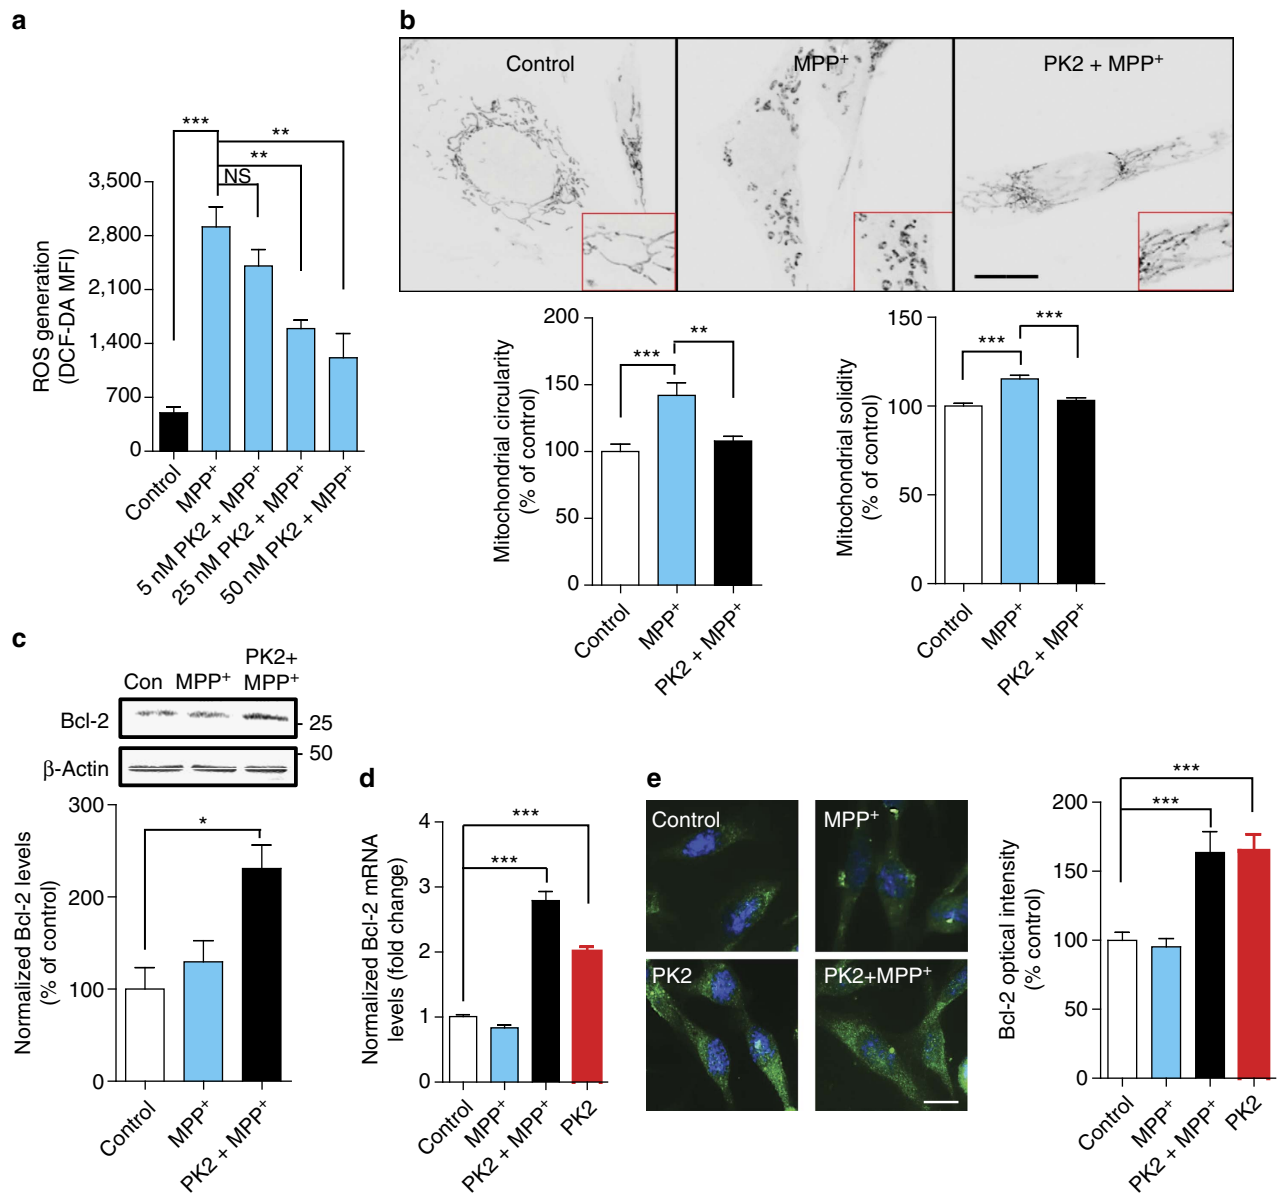 a
***
**
**
NS
3,500
2,800
2,100
1,400
700
0
ROS generation
(DCF-DA MFI)
Control
MPP⁺
5 nM PK2 + MPP⁺
25 nM PK2 + MPP⁺
50 nM PK2 + MPP⁺
b
Control
MPP⁺
PK2 + MPP⁺
200
150
100
50
0
Mitochondrial circularity
(% of control)
***
**
Control
MPP⁺
PK2 + MPP⁺
150
100
50
0
Mitochondrial solidity
(% of control)
***
***
Control
MPP⁺
PK2 + MPP⁺
c
Con
MPP⁺
PK2+
MPP⁺
Bcl-2
25
50
β-Actin
300
200
100
0
Normalized Bcl-2 levels
(% of control)
*
Control
MPP⁺
PK2 + MPP⁺
d
4
3
2
1
0
Normalized Bcl-2 mRNA
levels (fold change)
***
***
Control
MPP⁺
PK2 + MPP⁺
PK2
e
Control
MPP⁺
PK2
PK2+MPP⁺
200
150
100
50
0
Bcl-2 optical intensity
(% control)
***
***
Control
MPP⁺
PK2 + MPP⁺
PK2